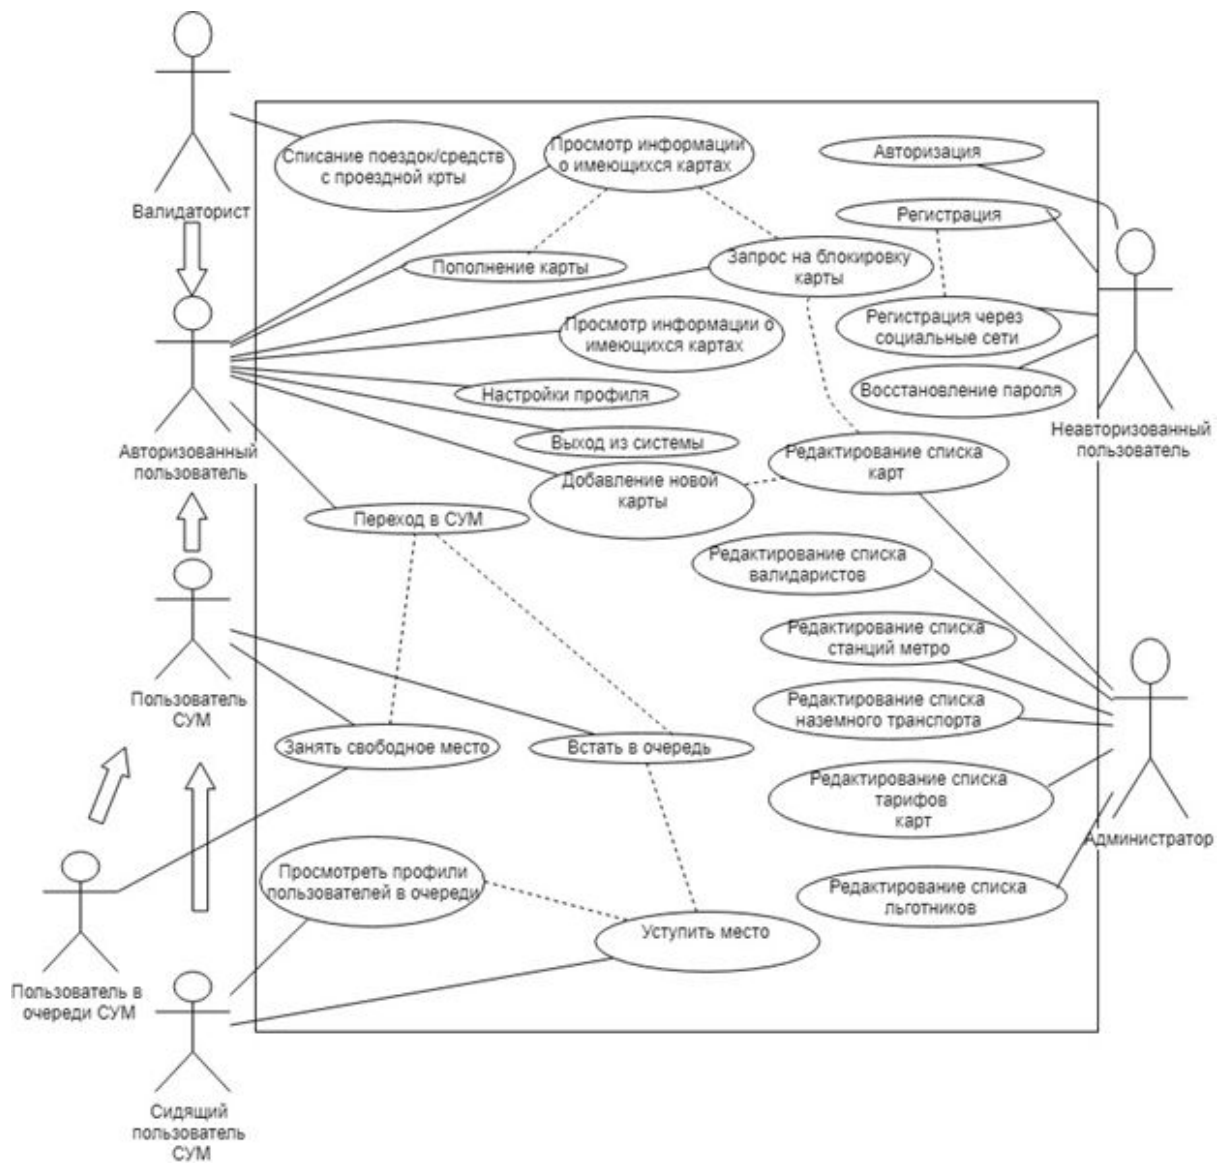 Валидаторист
Списание поездок/средств
с проездной крты
Просмотр информации
о имеющихся картах
Авторизация
Регистрация
Пополнение карты
Запрос на блокировку
карты
Просмотр информации о
имеющихся картах
Регистрация через
социальные сети
Настройки профиля
Восстановление пароля
Авторизованный
пользователь
Выход из системы
Неавторизованный
пользователь
Добавление новой
карты
Редактирование списка
карт
Переход в СУМ
Редактирование списка
валидаристов
Редактирование списка
станций метро
Пользователь
СУМ
Редактирование списка
наземного транспорта
Занять свободное место
Встать в очередь
Редактирование списка
тарифов
карт
Администратор
Просмотреть профили
пользователей в очереди
Редактирование списка
льготников
Уступить место
Пользователь в
очереди СУМ
Сидящий
пользователь
СУМ